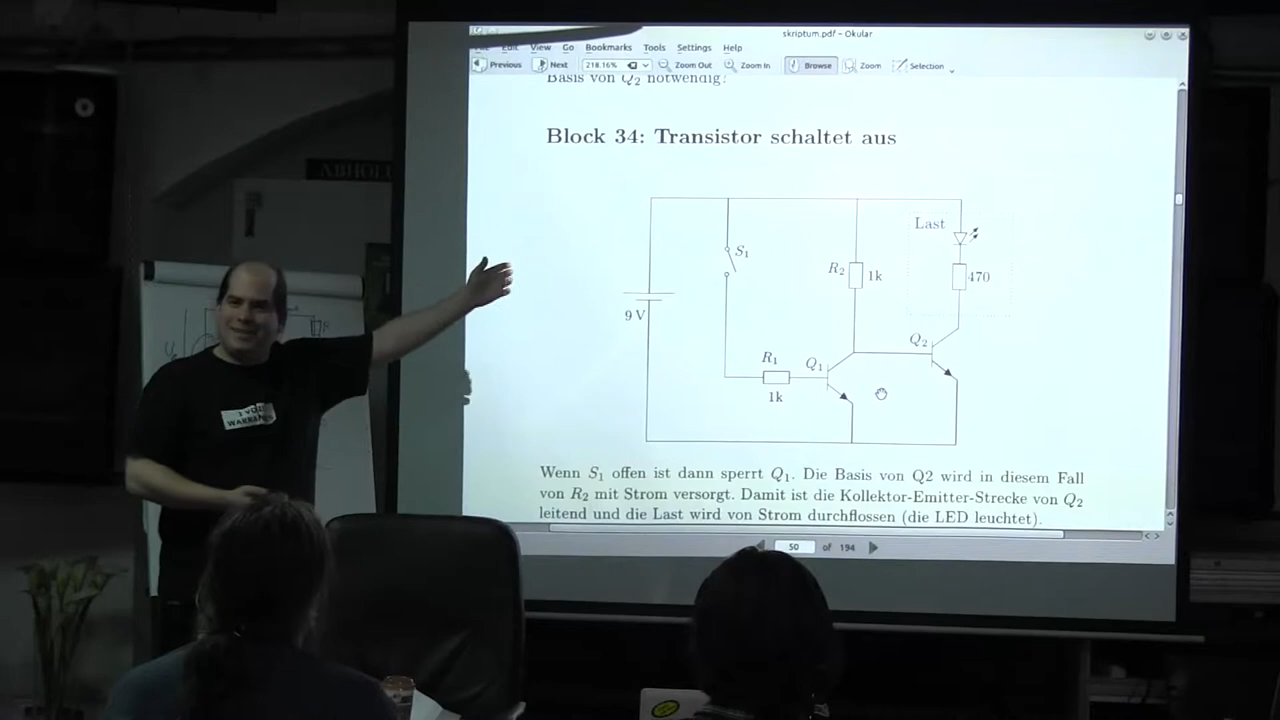 skriptum.pdf – Okular
Edit View Go Bookmarks Tools Settings Help
Previous Next 218.16% Zoom Out Zoom In Browse Zoom Selection
Basis von Q2 notwendig?
Block 34: Transistor schaltet aus
Last
S1
R2 1k
470
9 V
Q2
R1
Q1
1k
Wenn S1 offen ist dann sperrt Q1. Die Basis von Q2 wird in diesem Fall
von R2 mit Strom versorgt. Damit ist die Kollektor-Emitter-Strecke von Q2
leitend und die Last wird von Strom durchflossen (die LED leuchtet).
50 of 194